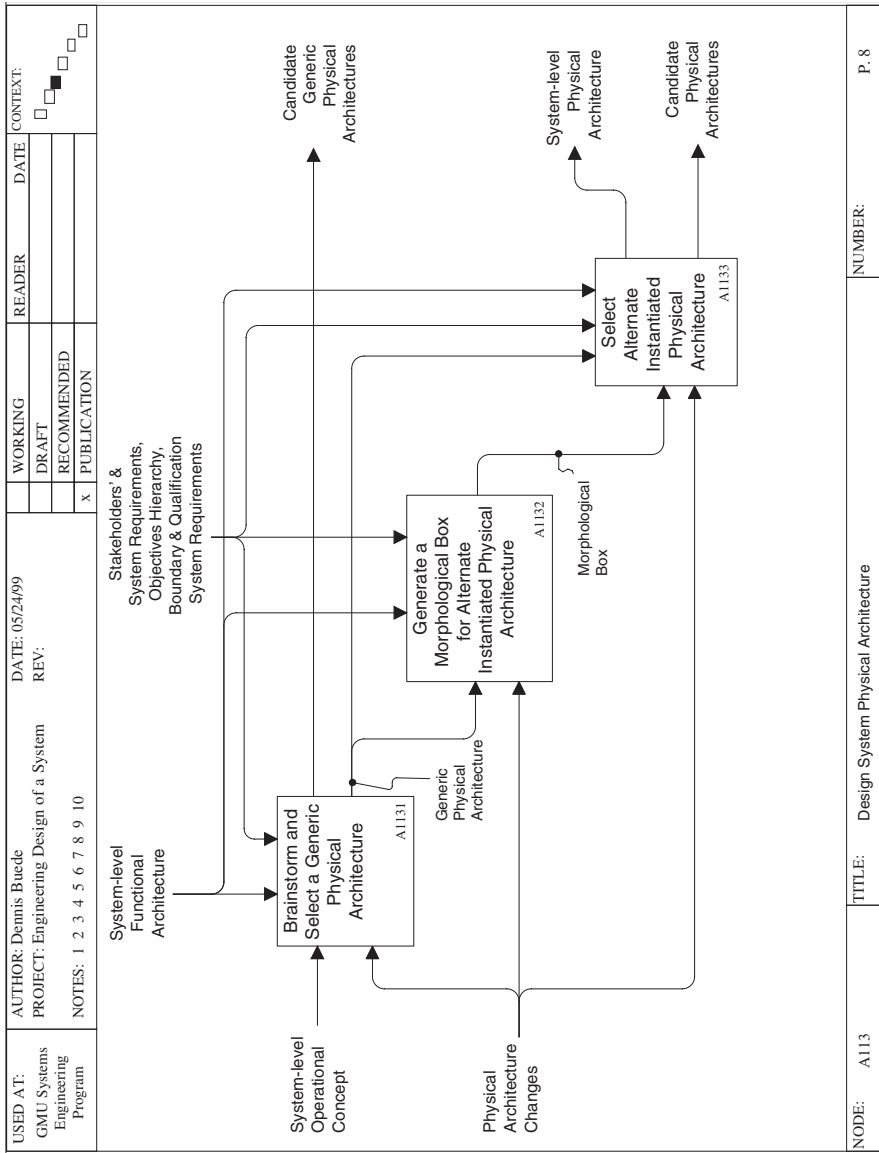 USED AT:
GMU Systems
Engineering
Program
AUTHOR: Dennis Buede
DATE: 05/24/99
PROJECT: Engineering Design of a System
REV:
NOTES: 1 2 3 4 5 6 7 8 9 10
WORKING
DRAFT
RECOMMENDED
x PUBLICATION
READER
DATE
CONTEXT:
System-level
Functional
Architecture
Stakeholders' &
System Requirements,
Objectives Hierarchy,
Boundary & Qualification
System Requirements
System-level
Operational
Concept
Physical
Architecture
Changes
Brainstorm and
Select a Generic
Physical
Architecture
A1131
Generic
Physical
Architecture
Generate a
Morphological Box
for Alternate
Instantiated Physical
Architecture
A1132
Morphological
Box
Select
Alternate
Instantiated
Physical
Architecture
A1133
Candidate
Generic
Physical
Architectures
System-level
Physical
Architecture
Candidate
Physical
Architectures
NODE:
A113
TITLE:
Design System Physical Architecture
NUMBER:
P. 8